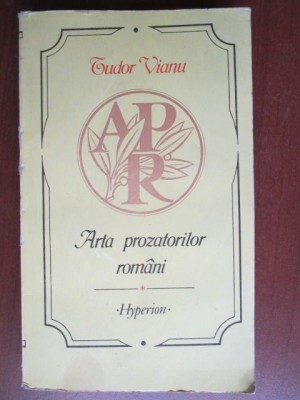 Tudor Vianu
APR
Arta prozatorilor
români
·Hyperion·